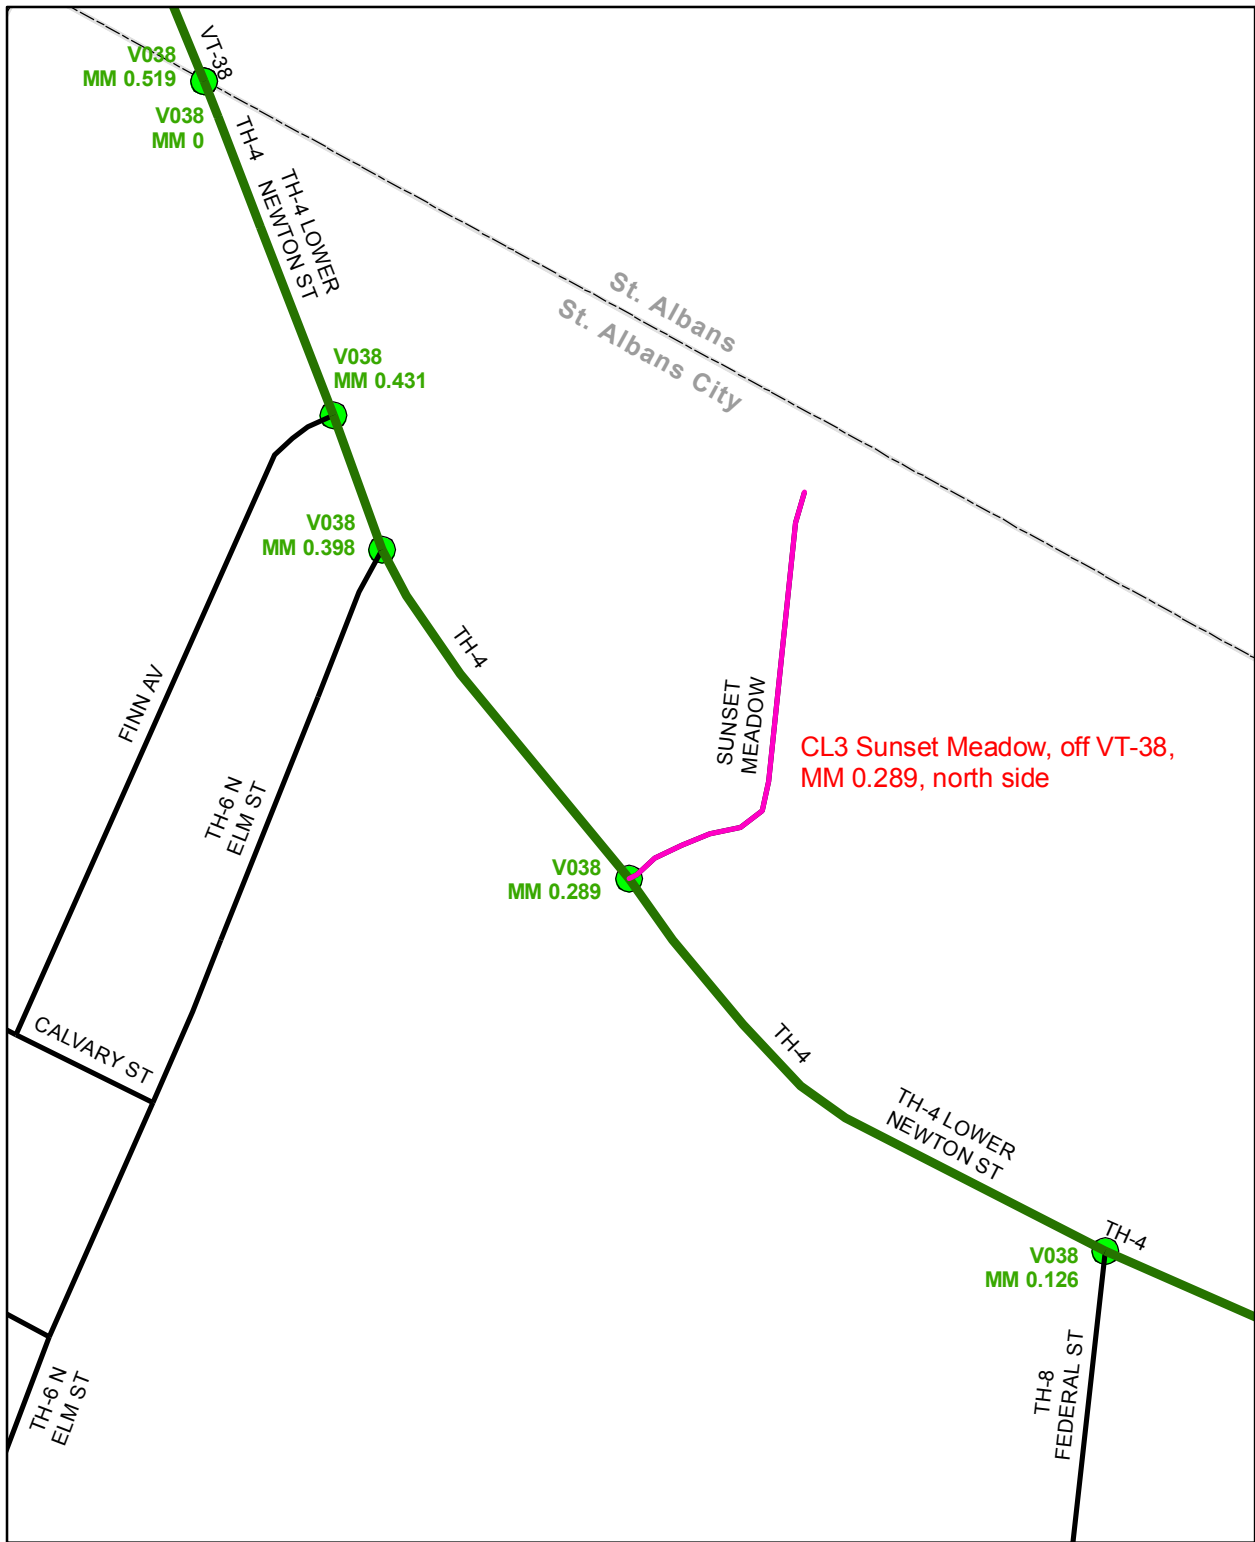 V038
MM 0.519
VT-38
V038
MM 0
TH-4
TH-4 LOWER
NEWTON ST
St. Albans
St. Albans City
V038
MM 0.431
V038
MM 0.398
TH-4
FINN AV
SUNSET
MEADOW
CL3 Sunset Meadow, off VT-38,
MM 0.289, north side
TH-6 N
ELM ST
V038
MM 0.289
CALVARY ST
TH-4
TH-4 LOWER
NEWTON ST
TH-4
V038
MM 0.126
TH-8
FEDERAL ST
TH-6 N
ELM ST